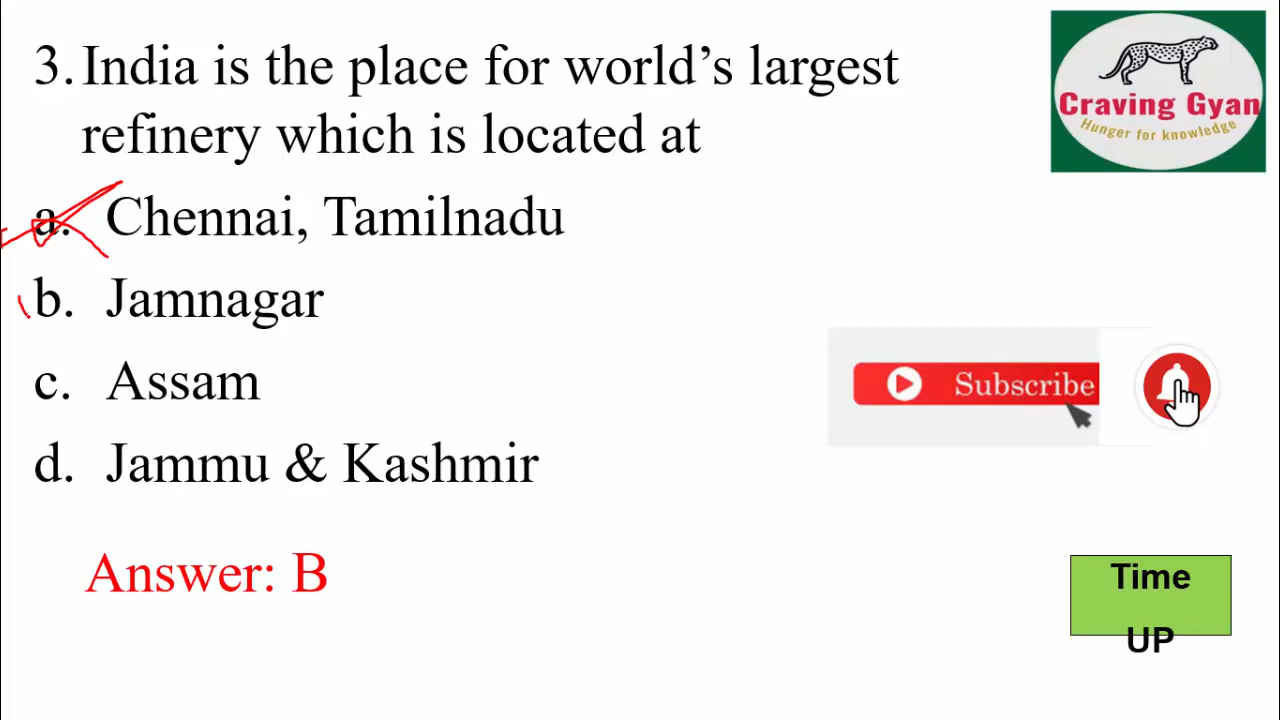 3. India is the place for world’s largest
refinery which is located at
a. Chennai, Tamilnadu
b. Jamnagar
c. Assam
d. Jammu & Kashmir
Answer: B
Craving Gyan
Hunger for knowledge
Subscribe
Time
UP